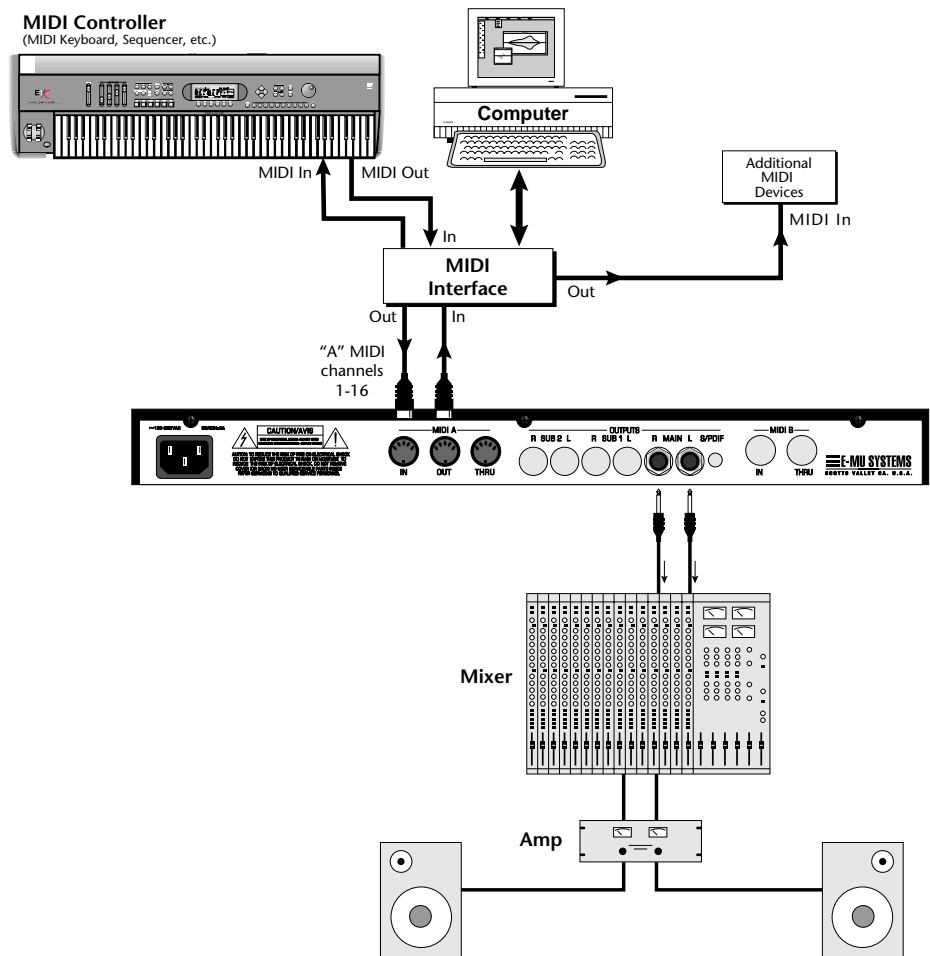 MIDI Controller
(MIDI Keyboard, Sequencer, etc.)
Computer
MIDI In
MIDI Out
Additional
MIDI
Devices
MIDI In
In
MIDI
Interface
Out
Out
In
"A" MIDI
channels
1-16
CAUTION/AVIS
MIDI A
IN
OUT
THRU
OUTPUTS
R SUB 2 L
R SUB 1 L
R MAIN L
S/PDIF
MIDI B
IN
THRU
E-MU SYSTEMS
SCOTTS VALLEY CA. U.S.A.
Mixer
Amp